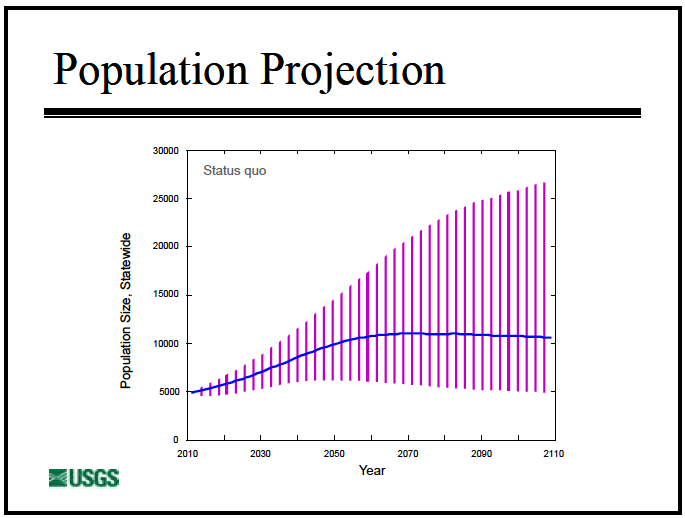 Population Projection
Status quo
Population Size, Statewide
30000
25000
20000
15000
10000
5000
0
2010 2030 2050 2070 2090 2110
Year
USGS